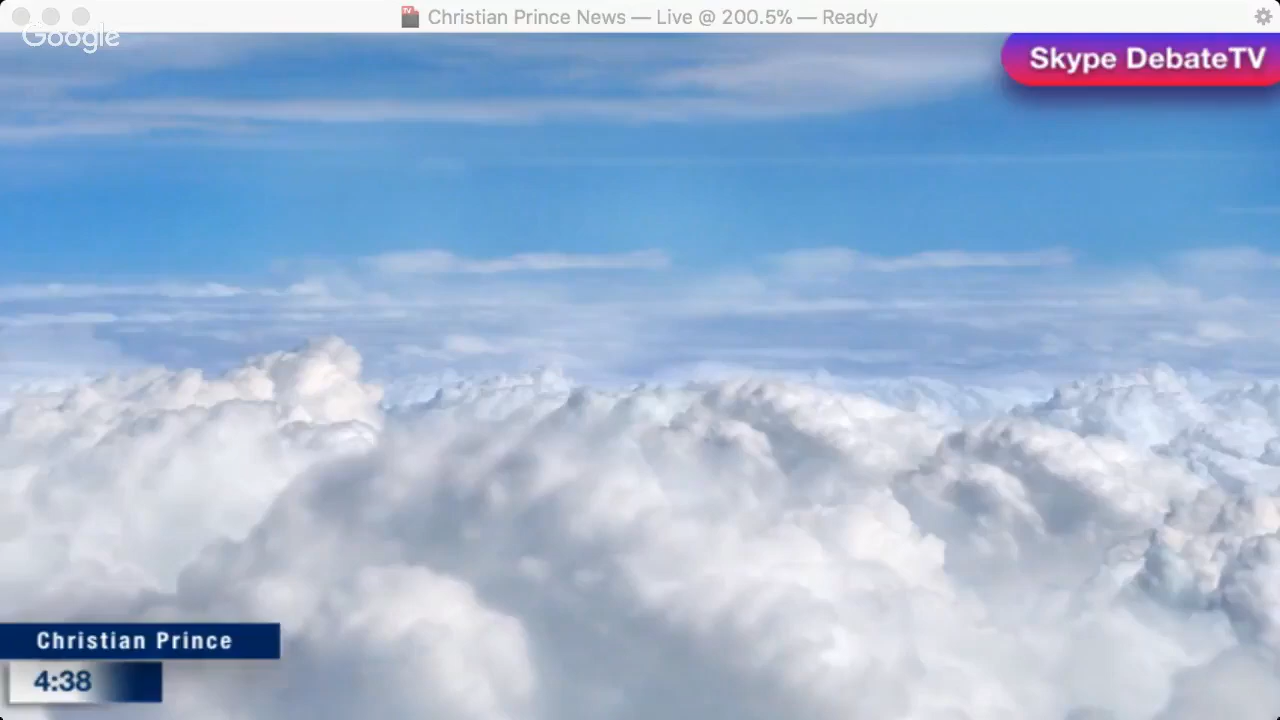 Christian Prince News — Live @ 200.5% — Ready
Google
Skype DebateTV
Christian Prince
4:38